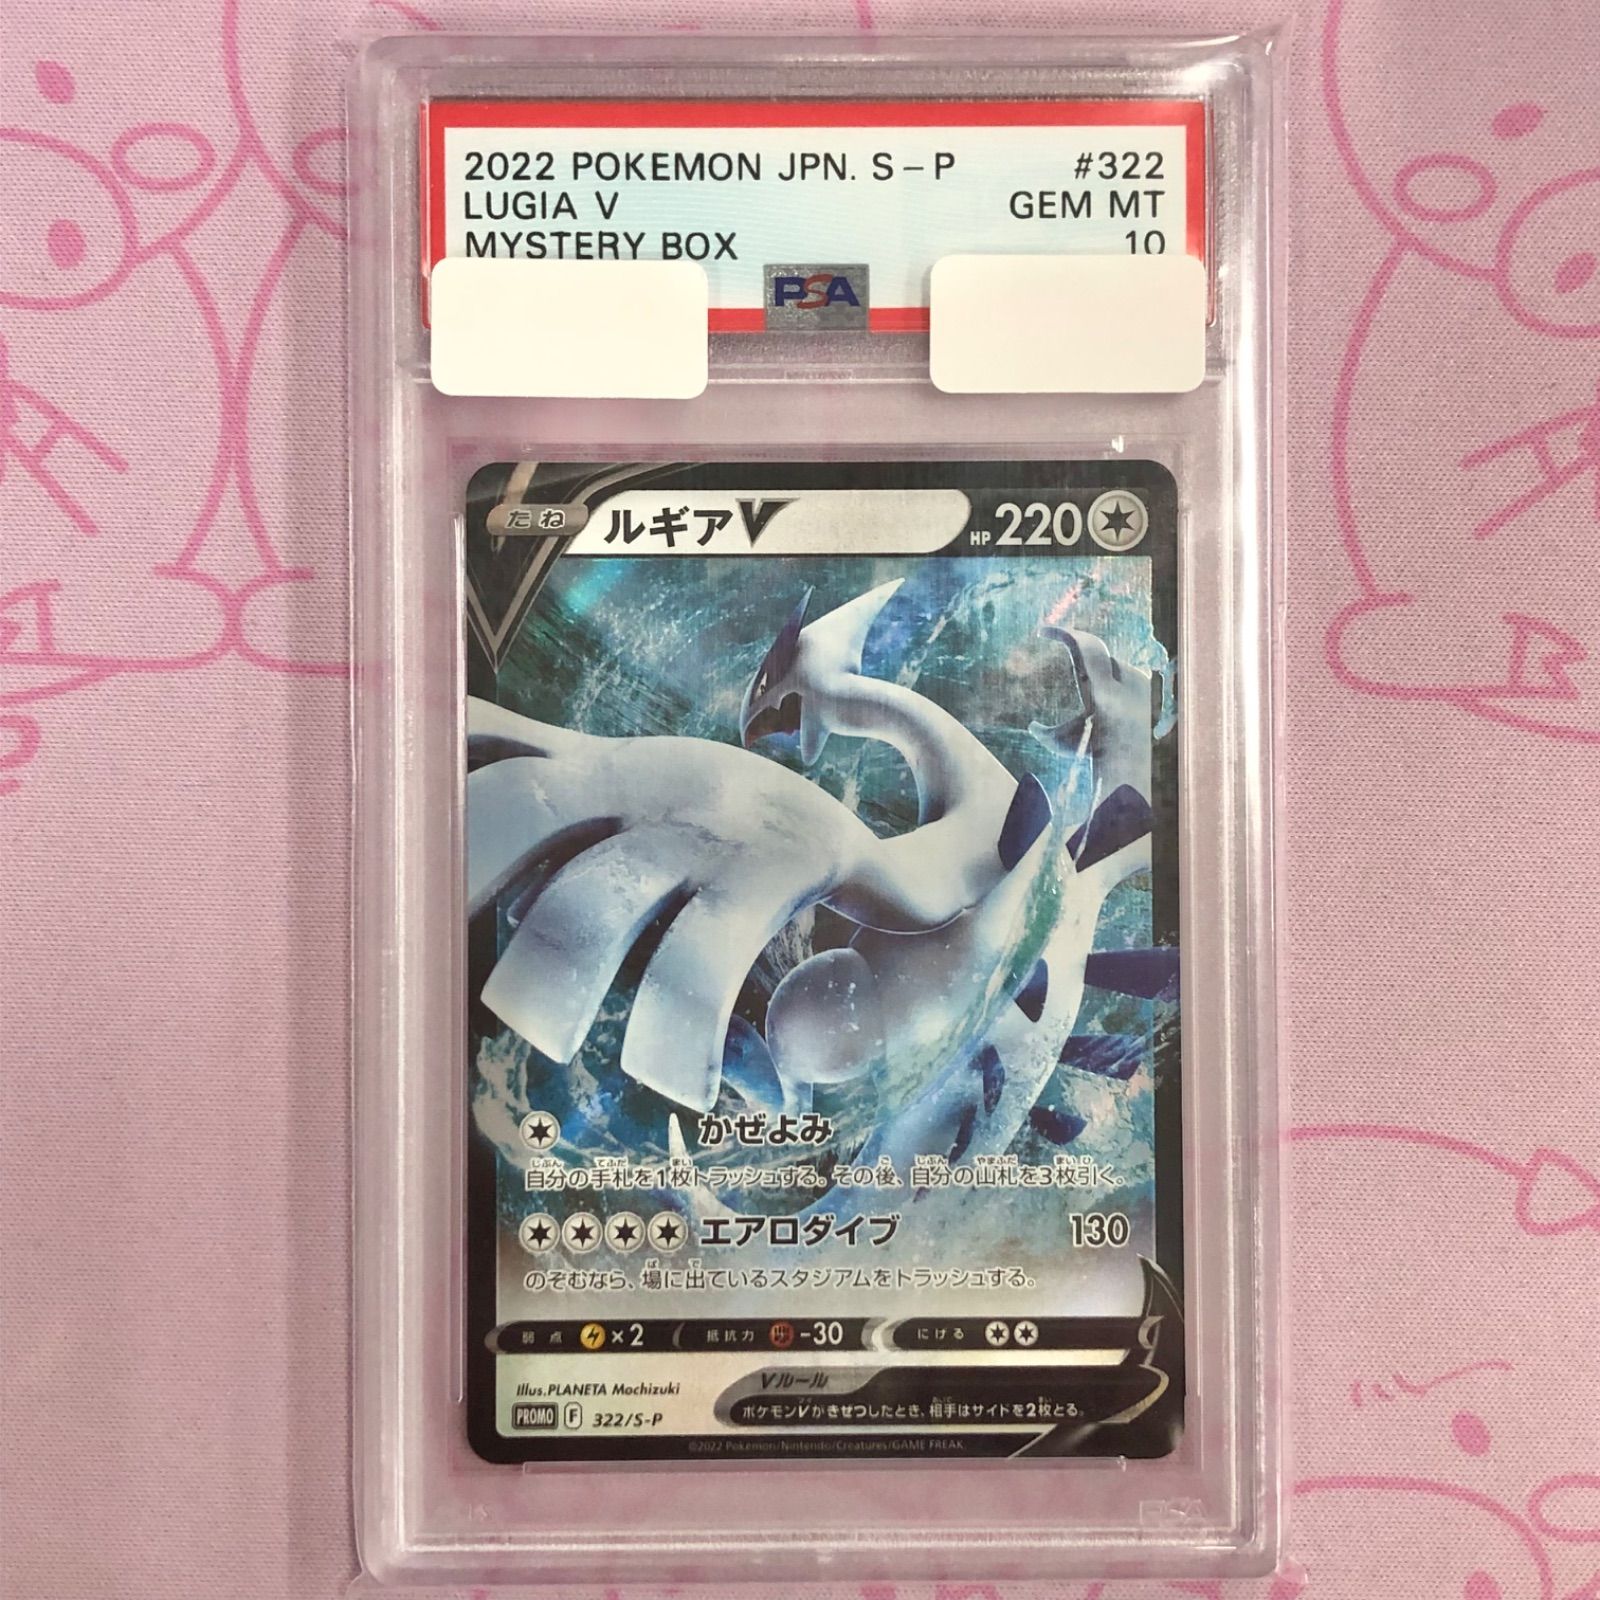 2022 POKEMON JPN. S-P #322
LUGIA V GEM MT
MYSTERY BOX 10
PSA
たね ルギアV HP 220
かぜよみ
自分の手札を1枚トラッシュする。その後、自分の山札を3枚引く。
エアロダイブ 130
のぞむなら、場に出ているスタジアムをトラッシュする。
弱点 ×2 抵抗力 -30 にげる
Illus.PLANETA Mochizuki Vルール
PROMO F 322/S-P ポケモンVがきぜつしたとき、相手はサイドを2枚とる。
©2022 Pokémon/Nintendo/Creatures/GAME FREAK
PSA